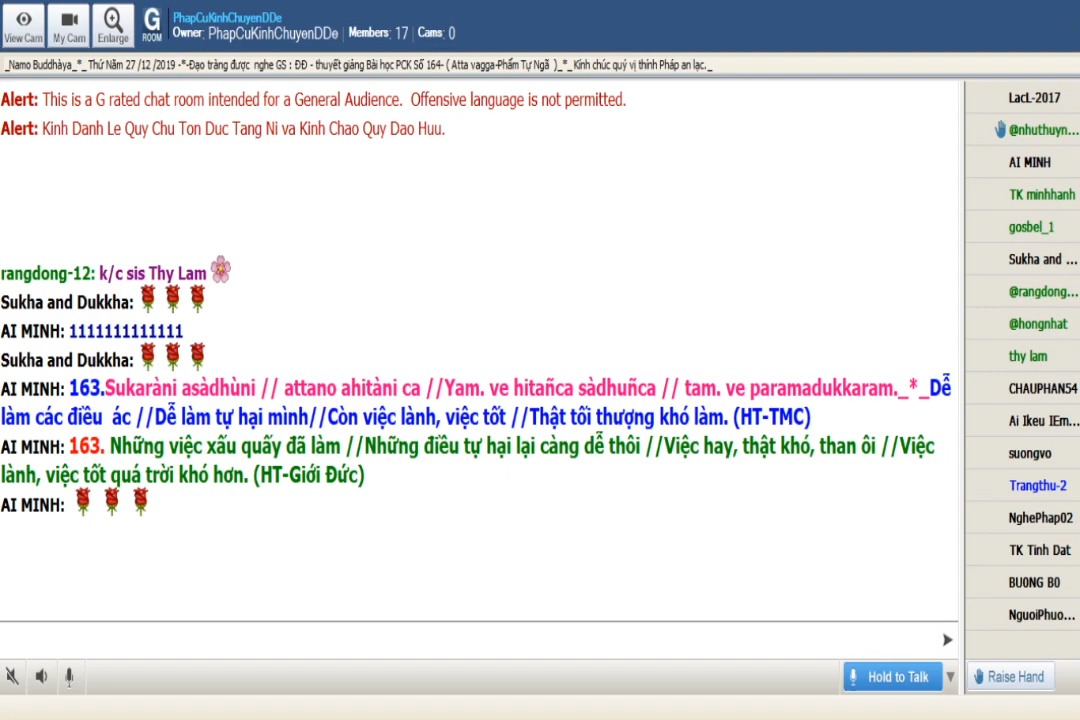 View Cam
My Cam
Enlarge
G
ROOM
PhapCuKinhChuyenDDe
Owner: PhapCuKinhChuyenDDe | Members: 17 | Cams: 0
_Namo Buddhàya_*_ Thứ Năm 27 /12 /2019 -*-Đạo tràng được nghe GS : ĐĐ - thuyết giảng Bài học PCK Số 164- ( Atta vagga-Phẩm Tự Ngã )_*_ Kính chúc quý vị thính Pháp an lạc._
Alert: This is a G rated chat room intended for a General Audience. Offensive language is not permitted.
Alert: Kinh Danh Le Quy Chu Ton Duc Tang Ni va Kinh Chao Quy Dao Huu.
rangdong-12: k/c sis Thy Lam
Sukha and Dukkha:
AI MINH: 1111111111111
Sukha and Dukkha:
AI MINH: 163.Sukaràni asàdhùni // attano ahitàni ca //Yam. ve hitañca sàdhuñca // tam. ve paramadukkaram._*_Dễ
làm các điều ác //Dễ làm tự hại mình//Còn việc lành, việc tốt //Thật tối thượng khó làm. (HT-TMC)
AI MINH: 163. Những việc xấu quấy đã làm //Những điều tự hại lại càng dễ thôi //Việc hay, thật khó, than ôi //Việc
lành, việc tốt quá trời khó hơn. (HT-Giới Đức)
AI MINH:
LacL-2017
@nhuthuyn...
AI MINH
TK minhhanh
gosbel_1
Sukha and ...
@rangdong...
@hongnhat
thy lam
CHAUPHAN54
Ai Ikeu IEm...
suongvo
Trangthu-2
NghePhap02
TK Tinh Dat
BUONG BO
NguoiPhuo...
Hold to Talk
Raise Hand